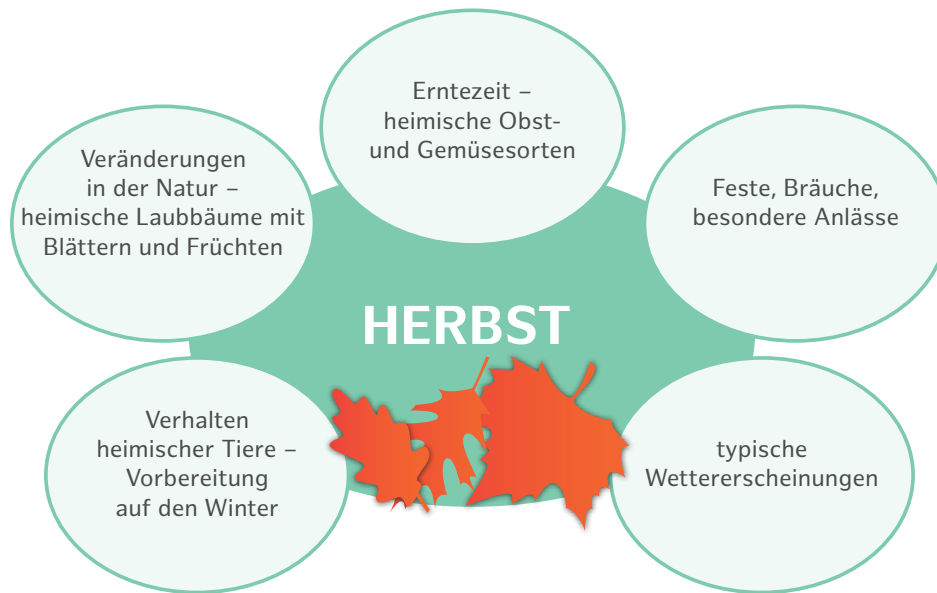 Erntezeit –
heimische Obst-
und Gemüsesorten
Veränderungen
in der Natur –
heimische Laubbäume mit
Blättern und Früchten
Feste, Bräuche,
besondere Anlässe
HERBST
Verhalten
heimischer Tiere –
Vorbereitung
auf den Winter
typische
Wettererscheinungen